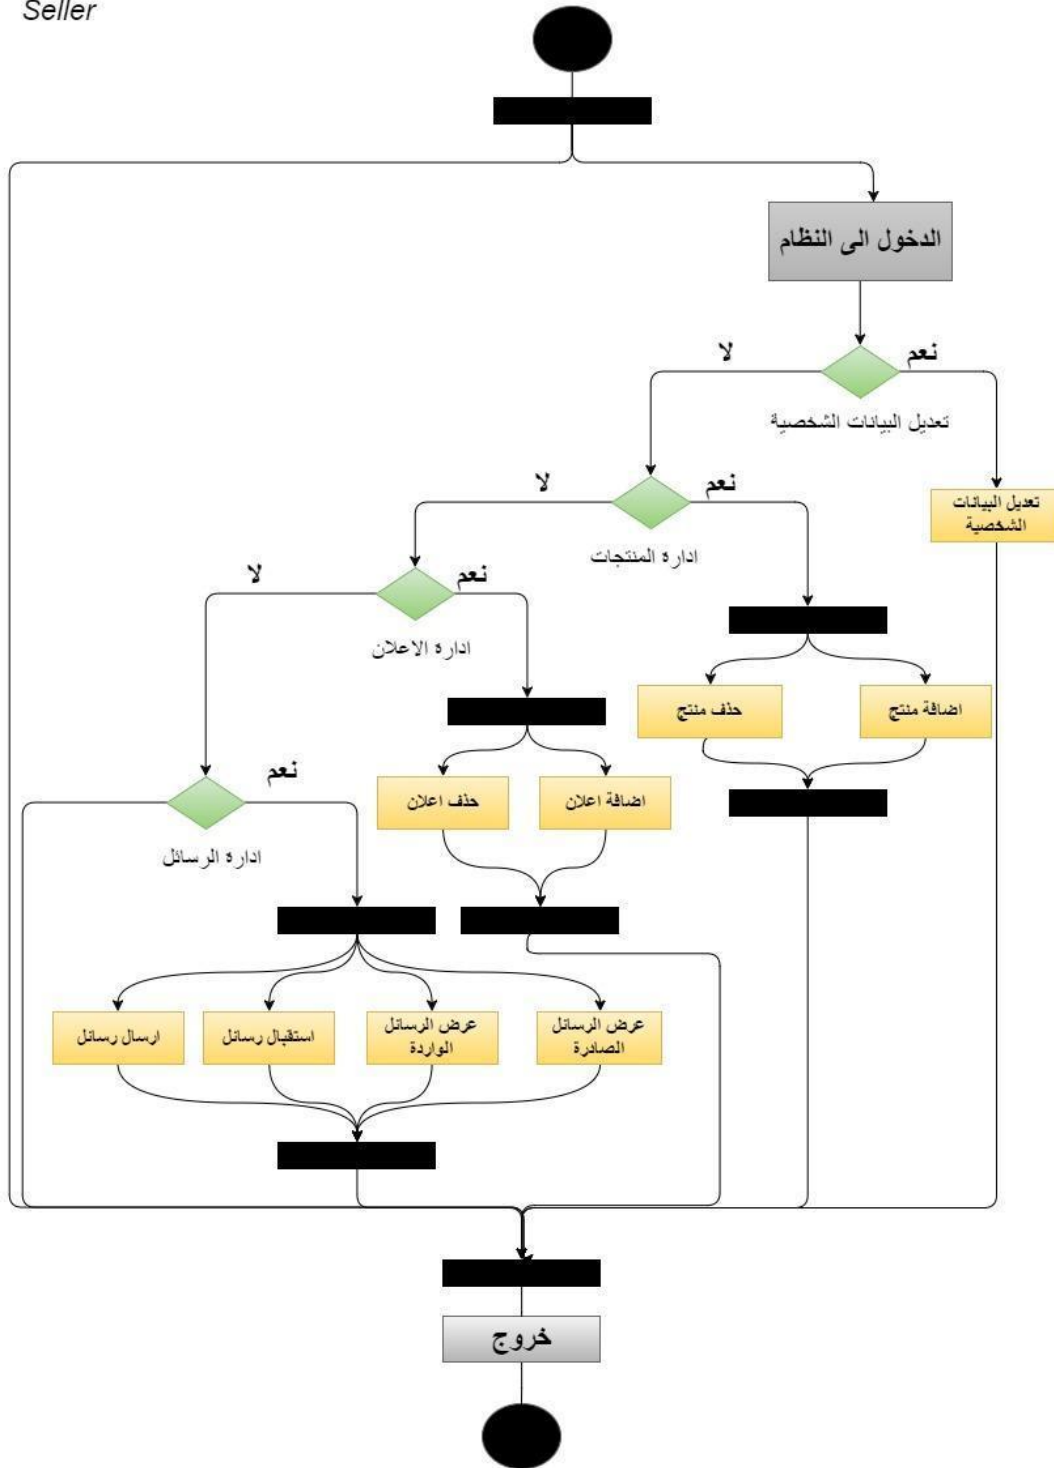 Seller
الدخول الى النظام
لا
نعم
تعديل البيانات الشخصية
تعديل البيانات
الشخصية
لا
نعم
ادارة المنتجات
لا
نعم
ادارة الاعلان
حذف منتج
اضافة منتج
نعم
حذف اعلان
اضافة اعلان
ادارة الرسائل
ارسال رسائل
استقبال رسائل
عرض الرسائل
الواردة
عرض الرسائل
الصادرة
خروج